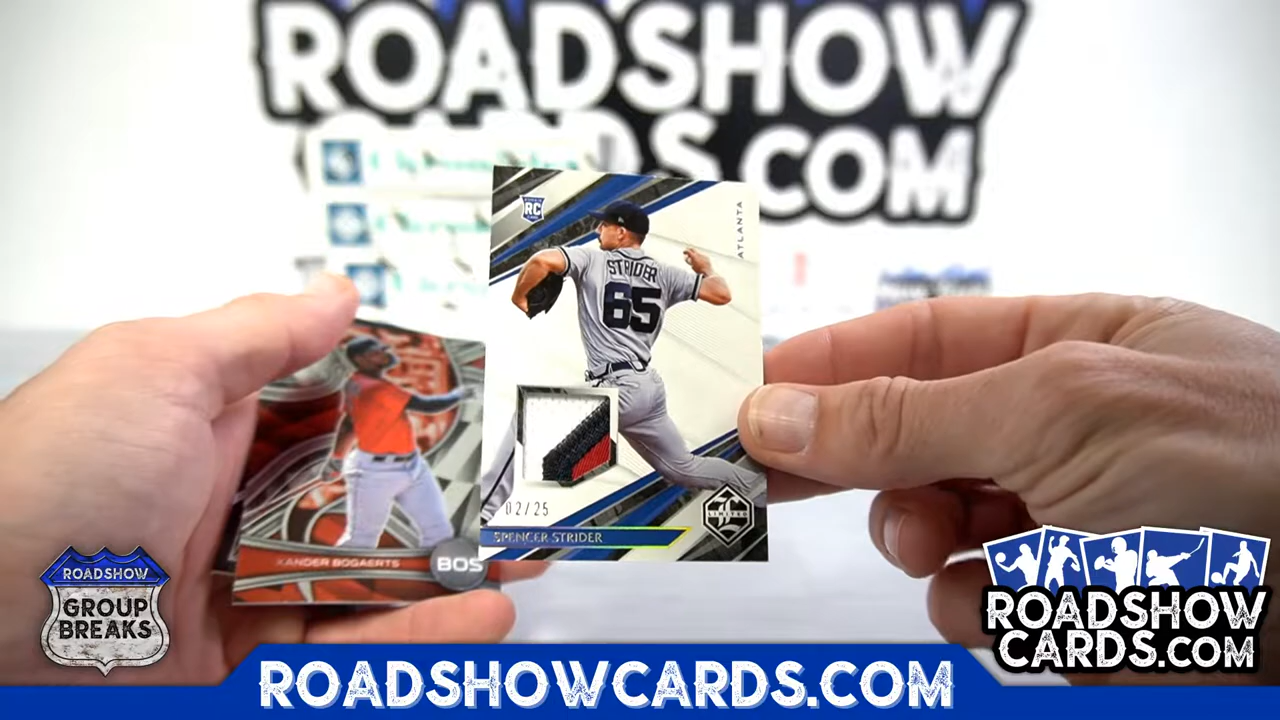 ROADSHOW
CARDS.COM
RC
ATLANTA
STRIDER
65
02/25
LIMITED
SPENCER STRIDER
XANDER BOGAERTS
BOS
ROADSHOW
GROUP
BREAKS
ROADSHOW
CARDS.COM
ROADSHOWCARDS.COM